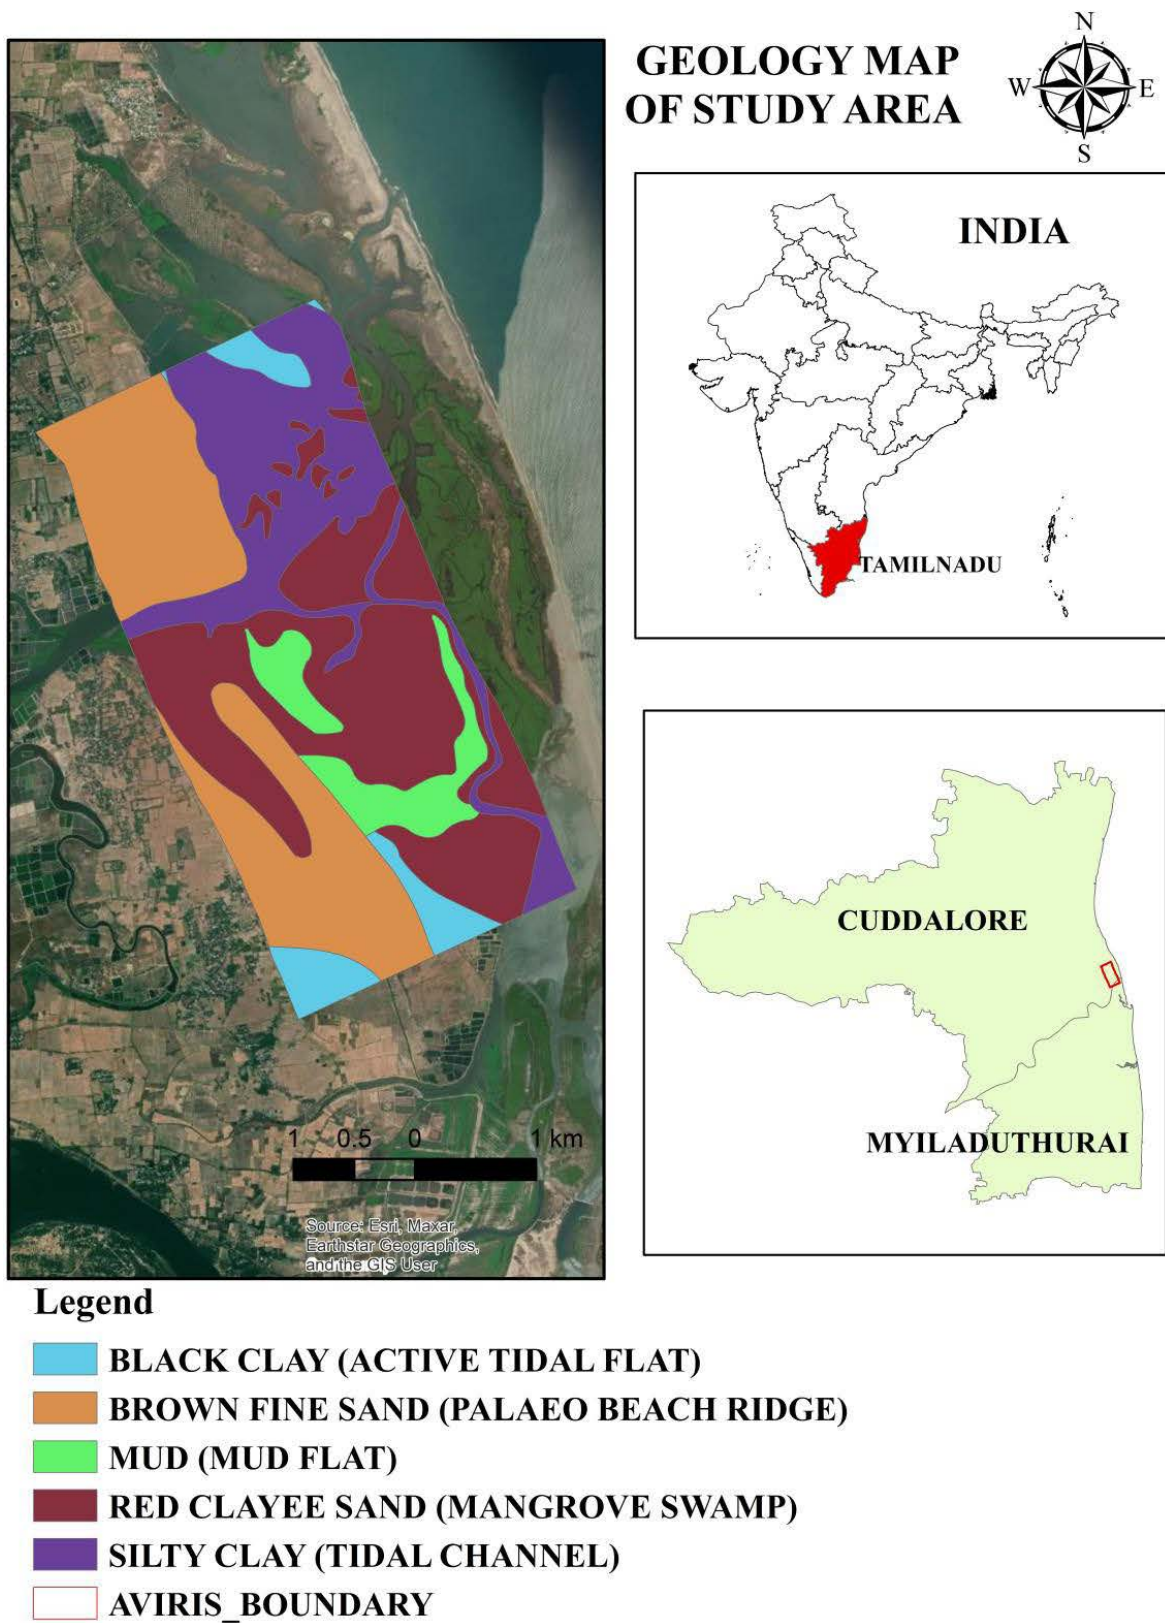 GEOLOGY MAP
OF STUDY AREA
N
W E
S
INDIA
TAMILNADU
CUDDALORE
MYILADUTHURAI
1 0.5 0 1 km
Source: Esri, Maxar,
Earthstar Geographics,
and the GIS User
Legend
BLACK CLAY (ACTIVE TIDAL FLAT)
BROWN FINE SAND (PALAEO BEACH RIDGE)
MUD (MUD FLAT)
RED CLAYEE SAND (MANGROVE SWAMP)
SILTY CLAY (TIDAL CHANNEL)
AVIRIS_BOUNDARY